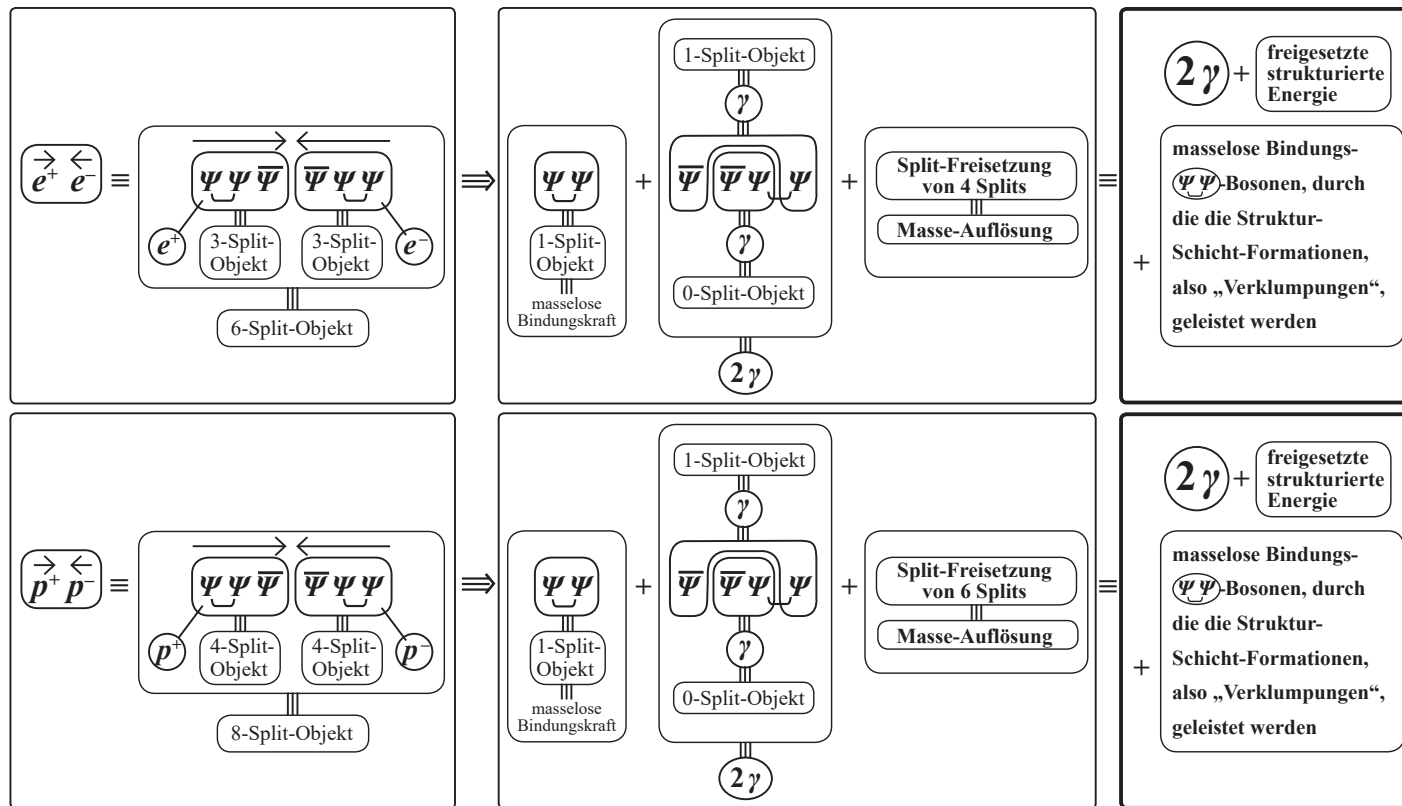 1-Split-Objekt
γ
2γ + freigesetzte
strukturierte
Energie
e⁺ e⁻ ≡
Ψ Ψ Ψ̅ Ψ̅ Ψ Ψ
e⁺ e⁻
3-Split-
Objekt
3-Split-
Objekt
6-Split-Objekt
⇛
Ψ Ψ
1-Split-
Objekt
masselose
Bindungskraft
+
Ψ̅ Ψ̅ Ψ Ψ
γ
0-Split-Objekt
2γ
+
Split-Freisetzung
von 4 Splits
Masse-Auflösung
≡
+
masselose Bindungs-
ΨΨ-Bosonen, durch
die die Struktur-
Schicht-Formationen,
also „Verklumpungen“,
geleistet werden
1-Split-Objekt
γ
2γ + freigesetzte
strukturierte
Energie
p⁺ p⁻ ≡
Ψ Ψ Ψ̅ Ψ̅ Ψ Ψ
p⁺ p⁻
4-Split-
Objekt
4-Split-
Objekt
8-Split-Objekt
⇛
Ψ Ψ
1-Split-
Objekt
masselose
Bindungskraft
+
Ψ̅ Ψ̅ Ψ Ψ
γ
0-Split-Objekt
2γ
+
Split-Freisetzung
von 6 Splits
Masse-Auflösung
≡
+
masselose Bindungs-
ΨΨ-Bosonen, durch
die die Struktur-
Schicht-Formationen,
also „Verklumpungen“,
geleistet werden